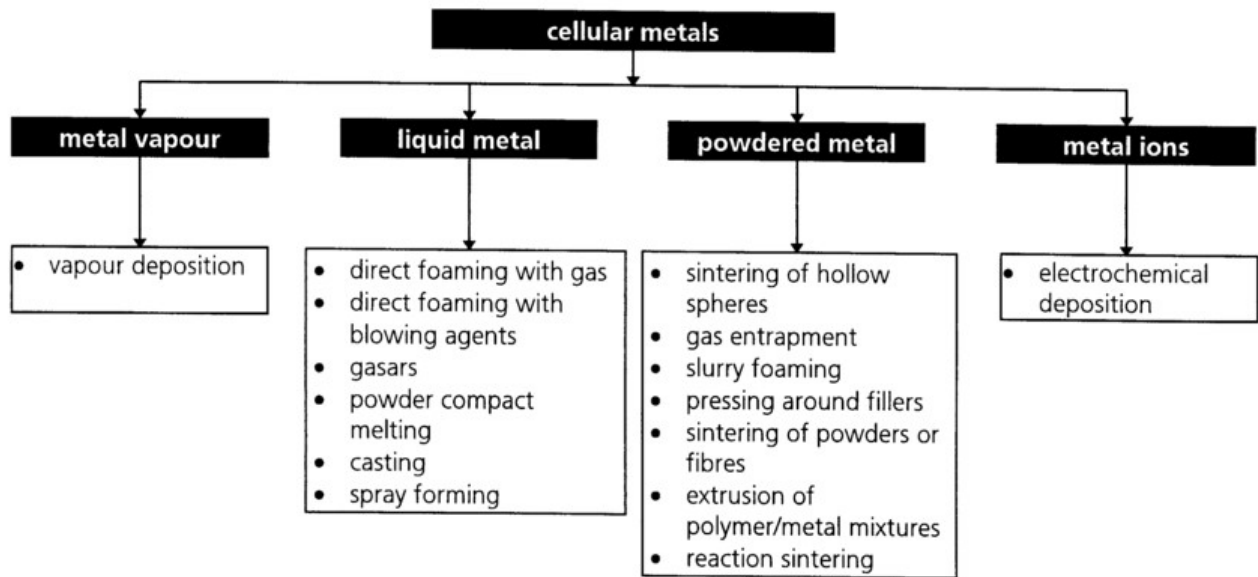 cellular metals
metal vapour
liquid metal
powdered metal
metal ions
• vapour deposition
• direct foaming with gas
• direct foaming with
blowing agents
• gasars
• powder compact
melting
• casting
• spray forming
• sintering of hollow
spheres
• gas entrapment
• slurry foaming
• pressing around fillers
• sintering of powders or
fibres
• extrusion of
polymer/metal mixtures
• reaction sintering
• electrochemical
deposition